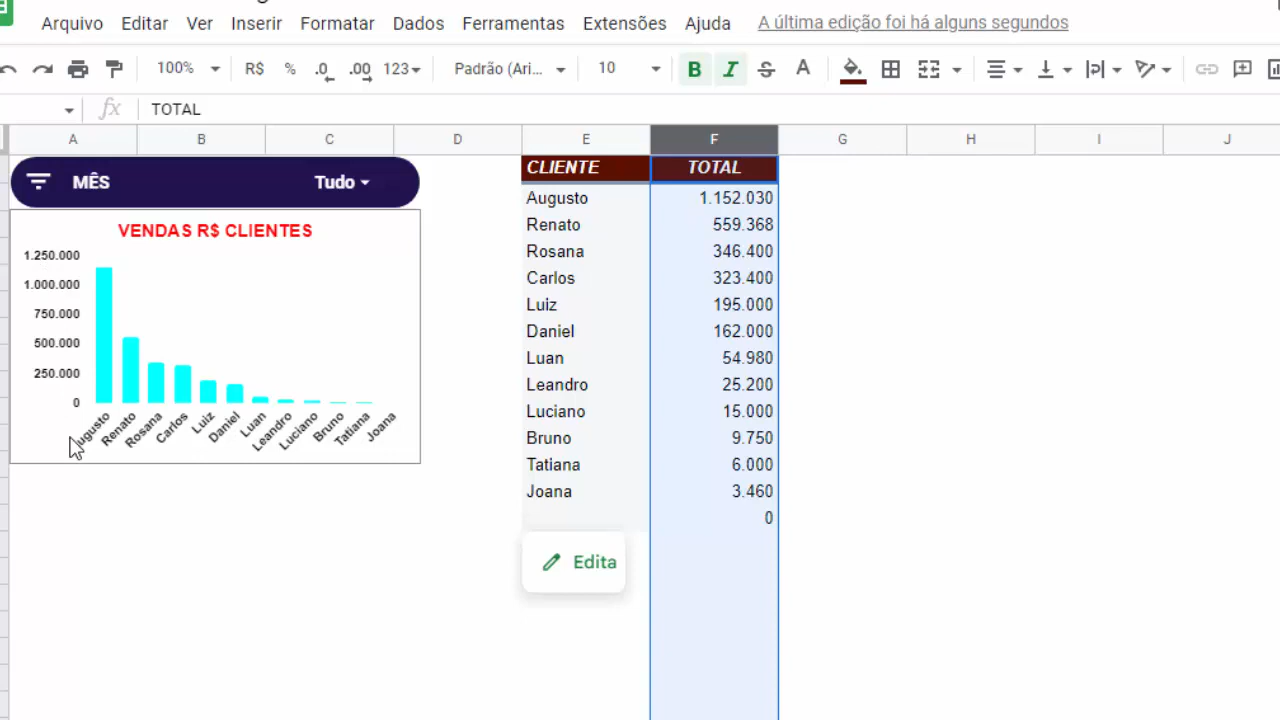 Arquivo Editar Ver Inserir Formatar Dados Ferramentas Extensões Ajuda A última edição foi há alguns segundos
100% R$ % .0 .00 123 Padrão (Ari... 10 B I S A
fx TOTAL
A B C D E F G H I J
MÊS Tudo
VENDAS R$ CLIENTES
1.250.000
1.000.000
750.000
500.000
250.000
0
Renato Rosana Carlos Luiz Daniel Luan Leandro Luciano Bruno Tatiana Joana
CLIENTE TOTAL
Augusto 1.152.030
Renato 559.368
Rosana 346.400
Carlos 323.400
Luiz 195.000
Daniel 162.000
Luan 54.980
Leandro 25.200
Luciano 15.000
Bruno 9.750
Tatiana 6.000
Joana 3.460
0
Edita